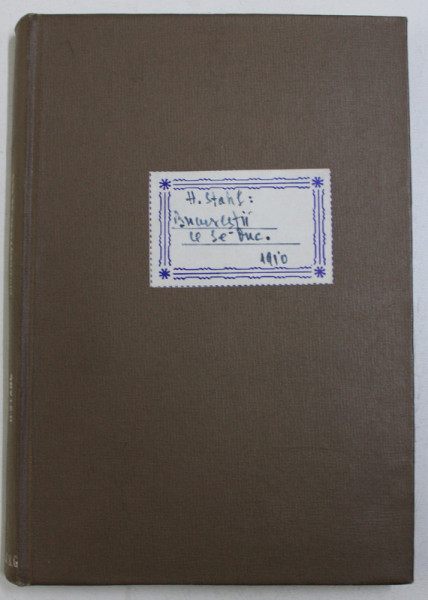 H. Stahl:
Bucureștii
ce se duc.
1910